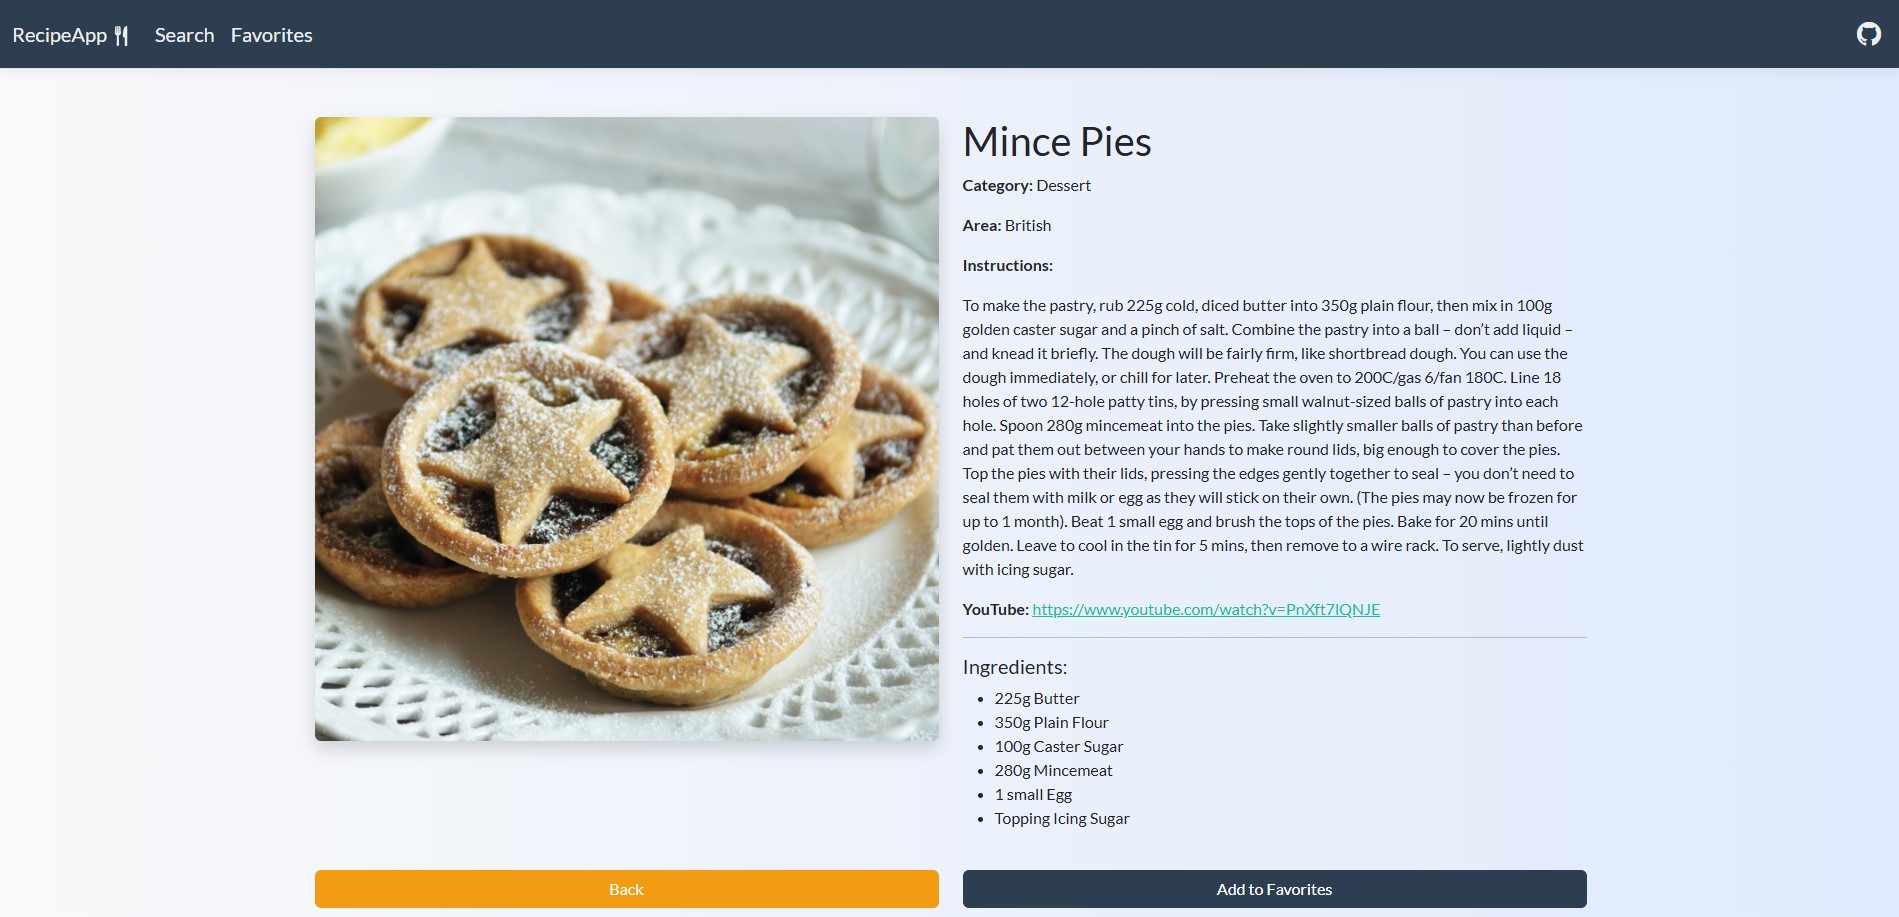 RecipeApp Search Favorites
Mince Pies
Category: Dessert
Area: British
Instructions:
To make the pastry, rub 225g cold, diced butter into 350g plain flour, then mix in 100g
golden caster sugar and a pinch of salt. Combine the pastry into a ball – don’t add liquid –
and knead it briefly. The dough will be fairly firm, like shortbread dough. You can use the
dough immediately, or chill for later. Preheat the oven to 200C/gas 6/fan 180C. Line 18
holes of two 12-hole patty tins, by pressing small walnut-sized balls of pastry into each
hole. Spoon 280g mincemeat into the pies. Take slightly smaller balls of pastry than before
and pat them out between your hands to make round lids, big enough to cover the pies.
Top the pies with their lids, pressing the edges gently together to seal – you don’t need to
seal them with milk or egg as they will stick on their own. (The pies may now be frozen for
up to 1 month). Beat 1 small egg and brush the tops of the pies. Bake for 20 mins until
golden. Leave to cool in the tin for 5 mins, then remove to a wire rack. To serve, lightly dust
with icing sugar.
YouTube: https://www.youtube.com/watch?v=PnXft7lQNJE
Ingredients:
• 225g Butter
• 350g Plain Flour
• 100g Caster Sugar
• 280g Mincemeat
• 1 small Egg
• Topping Icing Sugar
Back
Add to Favorites